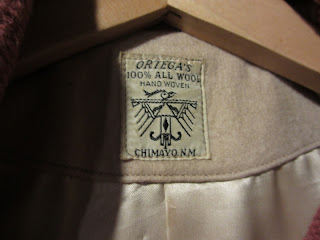 ORTEGA'S
100% ALL WOOL
HAND WOVEN
CHIMAYO, N.M.